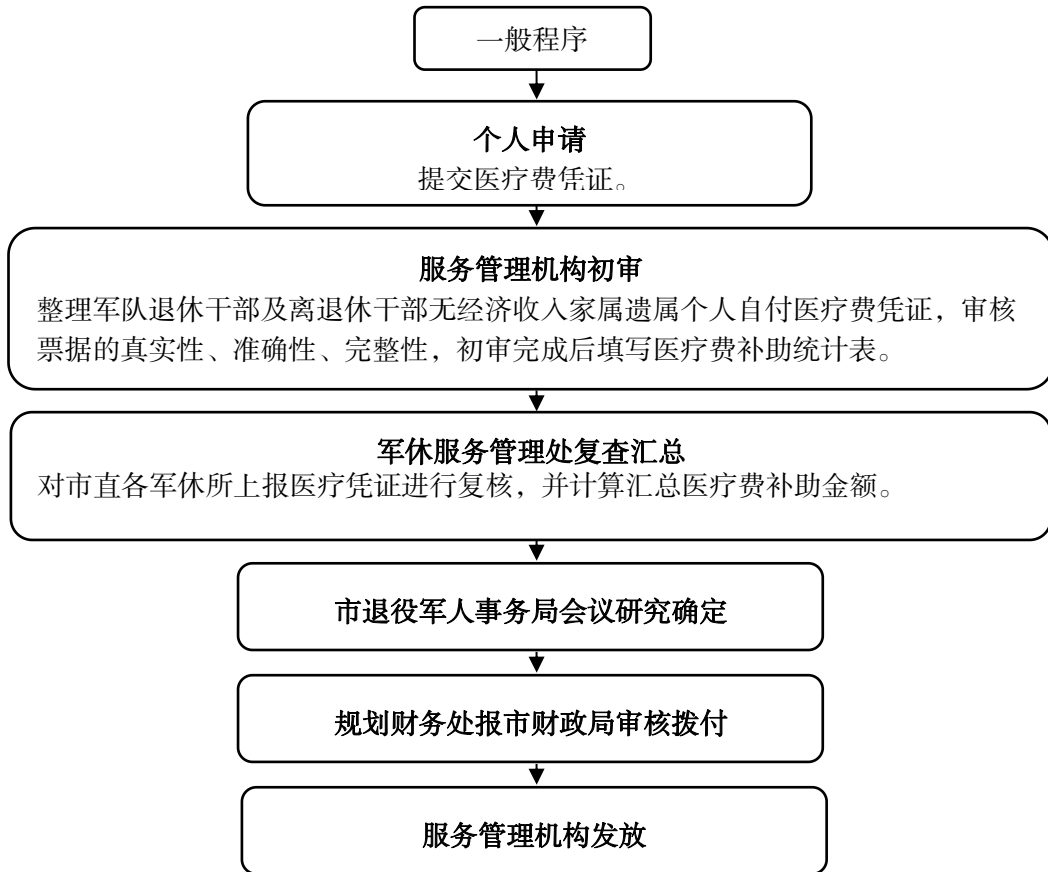 一般程序
个人申请
提交医疗费凭证。
服务管理机构初审
整理军队退休干部及离退休干部无经济收入家属遗属个人自付医疗费凭证，审核
票据的真实性、准确性、完整性，初审完成后填写医疗费补助统计表。
军休服务管理处复查汇总
对市直各军休所上报医疗凭证进行复核，并计算汇总医疗费补助金额。
市退役军人事务局会议研究确定
规划财务处报市财政局审核拨付
服务管理机构发放